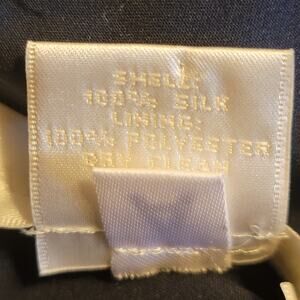 SHELL:
100% SILK
LINING:
100% POLYESTER
DRY CLEAN